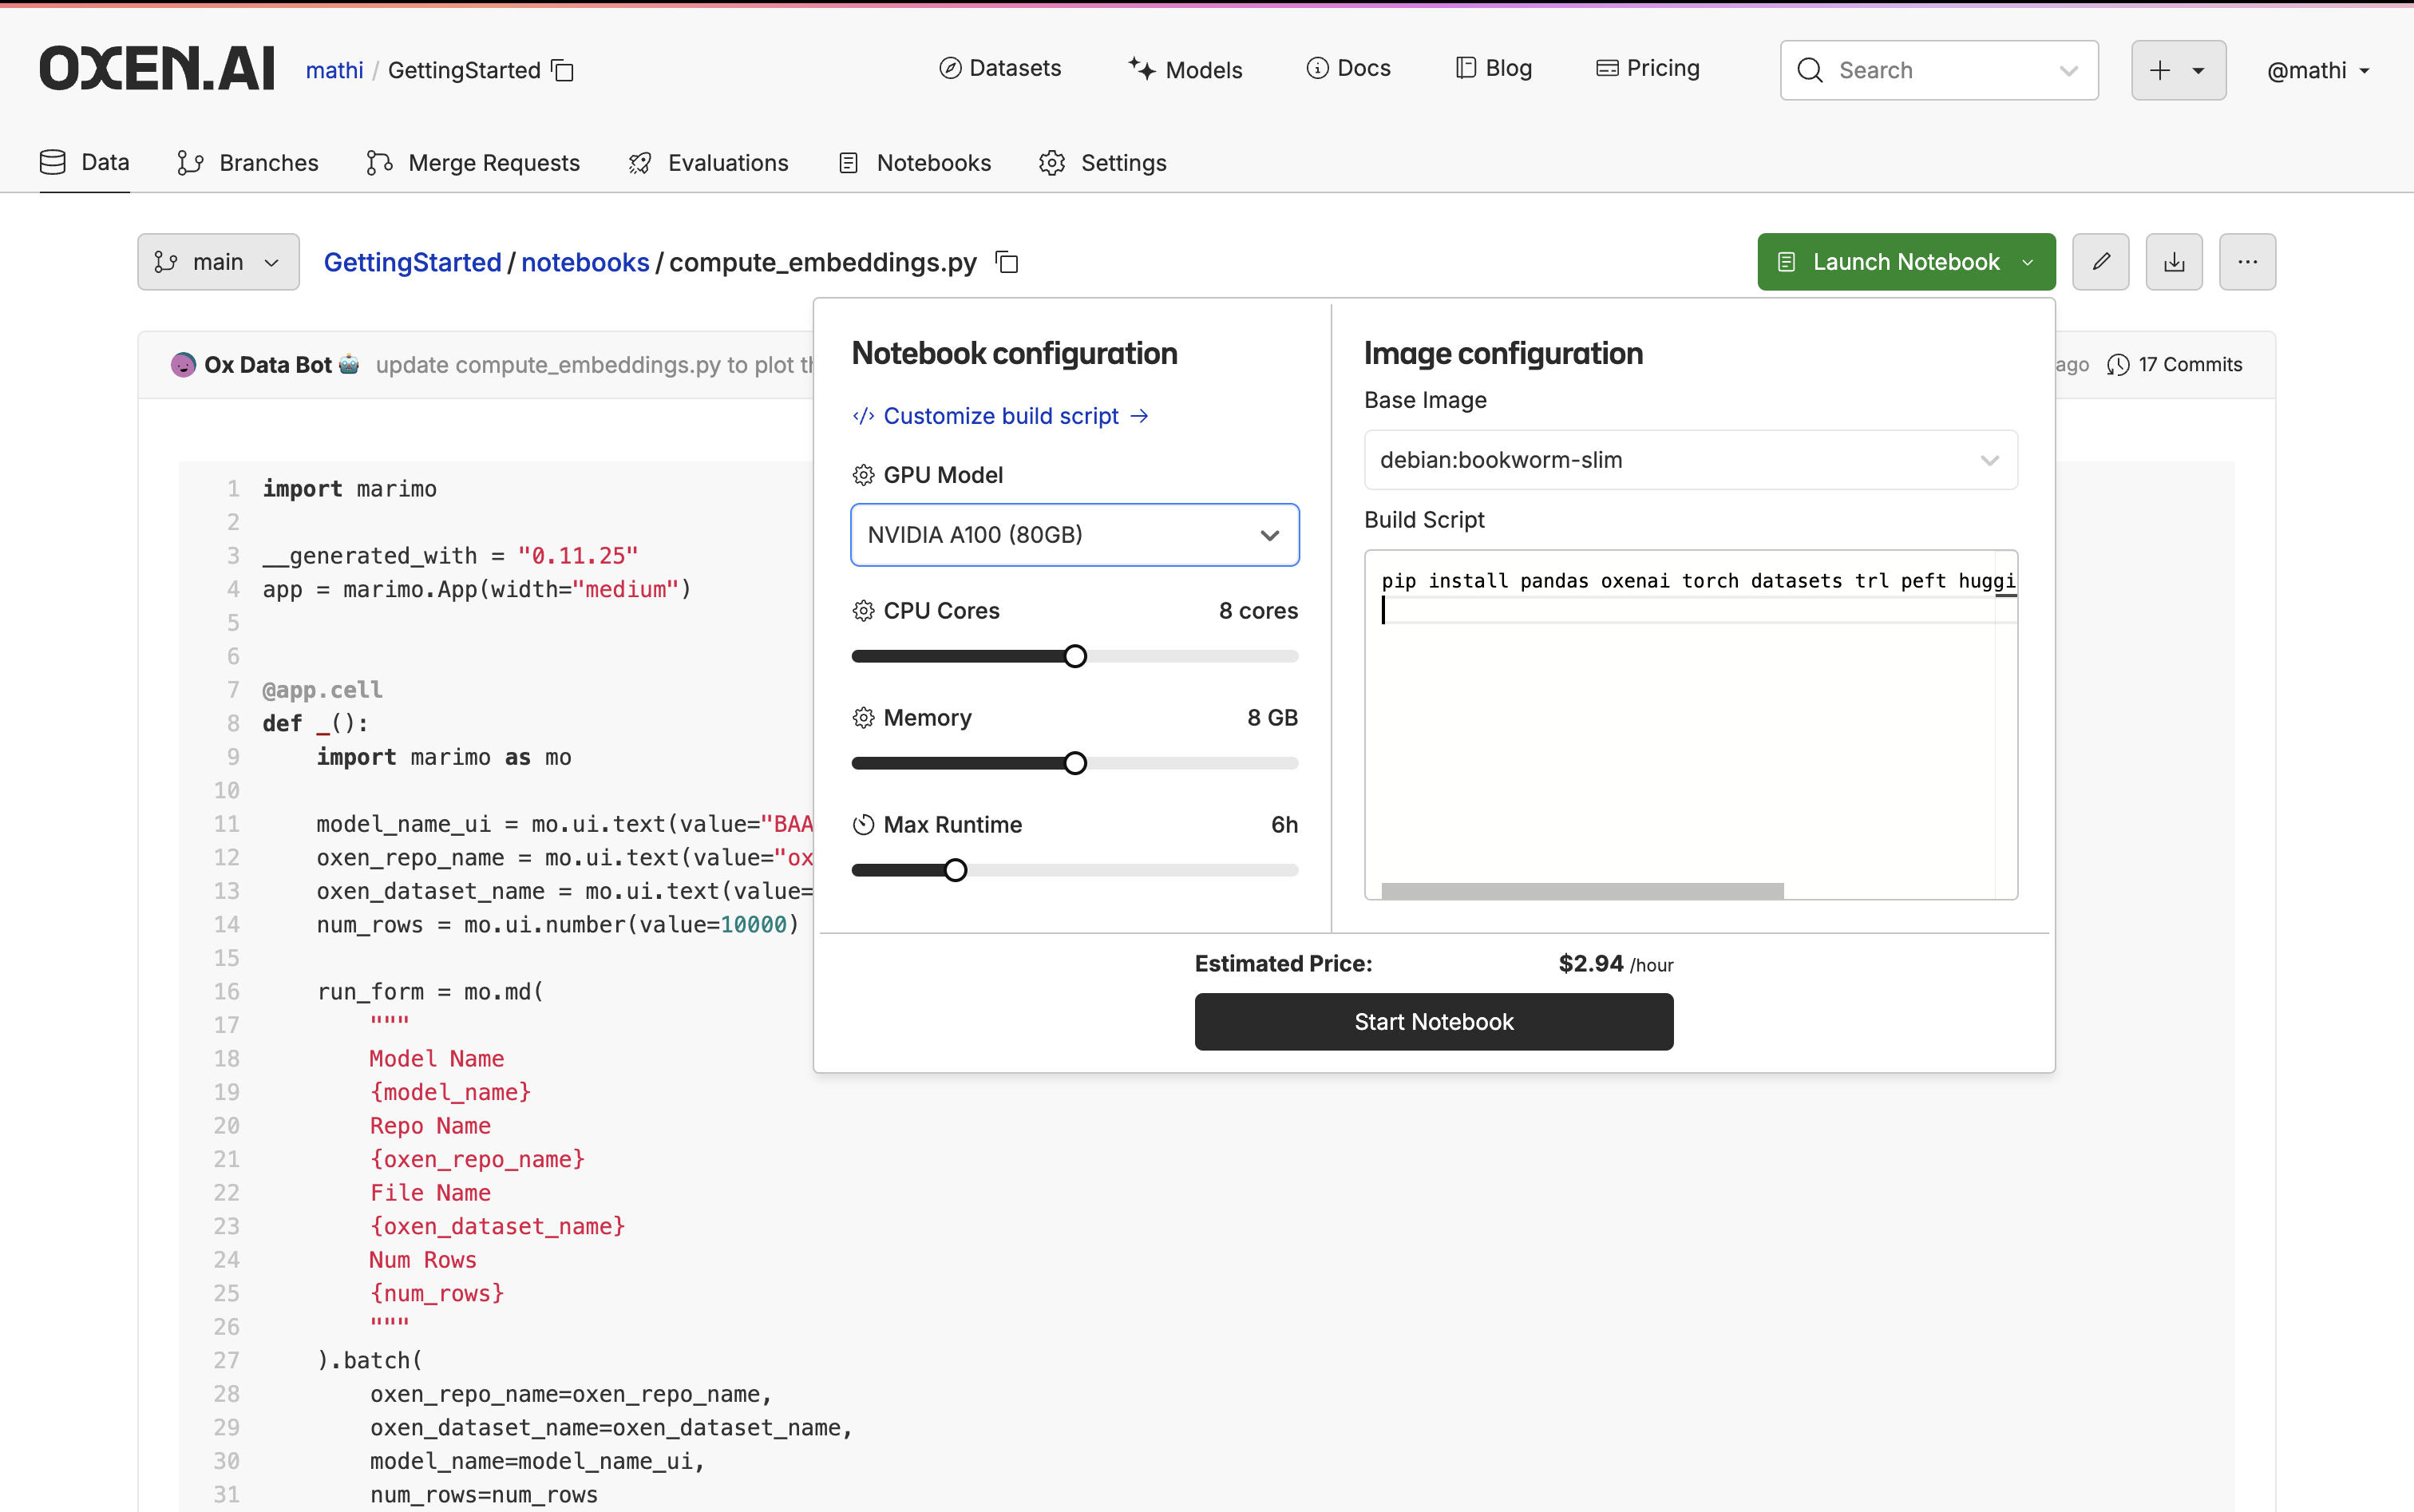 OXEN.AI mathi / GettingStarted Datasets Models Docs Blog Pricing Search @mathi
Data Branches Merge Requests Evaluations Notebooks Settings
main GettingStarted / notebooks / compute_embeddings.py Launch Notebook
Ox Data Bot update compute_embeddings.py to plot ago 17 Commits
Notebook configuration
Customize build script →
GPU Model
NVIDIA A100 (80GB)
CPU Cores 8 cores
Memory 8 GB
Max Runtime 6h
Image configuration
Base Image
debian:bookworm-slim
Build Script
pip install pandas oxenai torch datasets trl peft huggi
Estimated Price: $2.94 /hour
Start Notebook
1 import marimo
2
3 __generated_with = "0.11.25"
4 app = marimo.App(width="medium")
5
6
7 @app.cell
8 def _():
9 import marimo as mo
10
11 model_name_ui = mo.ui.text(value="BAA
12 oxen_repo_name = mo.ui.text(value="ox
13 oxen_dataset_name = mo.ui.text(value=
14 num_rows = mo.ui.number(value=10000)
15
16 run_form = mo.md(
17 """
18 Model Name
19 {model_name}
20 Repo Name
21 {oxen_repo_name}
22 File Name
23 {oxen_dataset_name}
24 Num Rows
25 {num_rows}
26 """
27 ).batch(
28 oxen_repo_name=oxen_repo_name,
29 oxen_dataset_name=oxen_dataset_name,
30 model_name=model_name_ui,
31 num_rows=num_rows